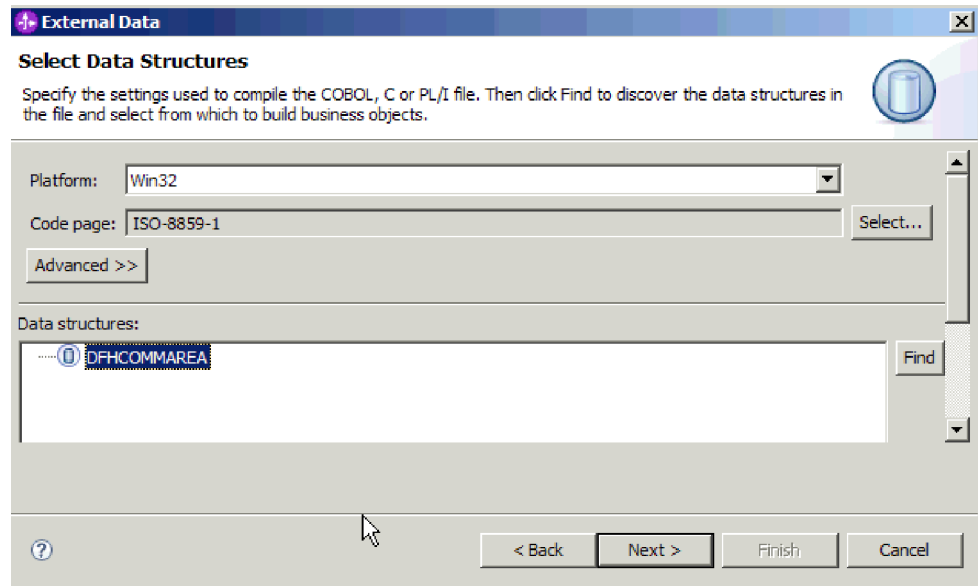 External Data
Select Data Structures
Specify the settings used to compile the COBOL, C or PL/I file. Then click Find to discover the data structures in
the file and select from which to build business objects.
Platform: Win32
Code page: ISO-8859-1 Select...
Advanced >>
Data structures:
DFHCOMMAREA Find
? < Back Next > Finish Cancel